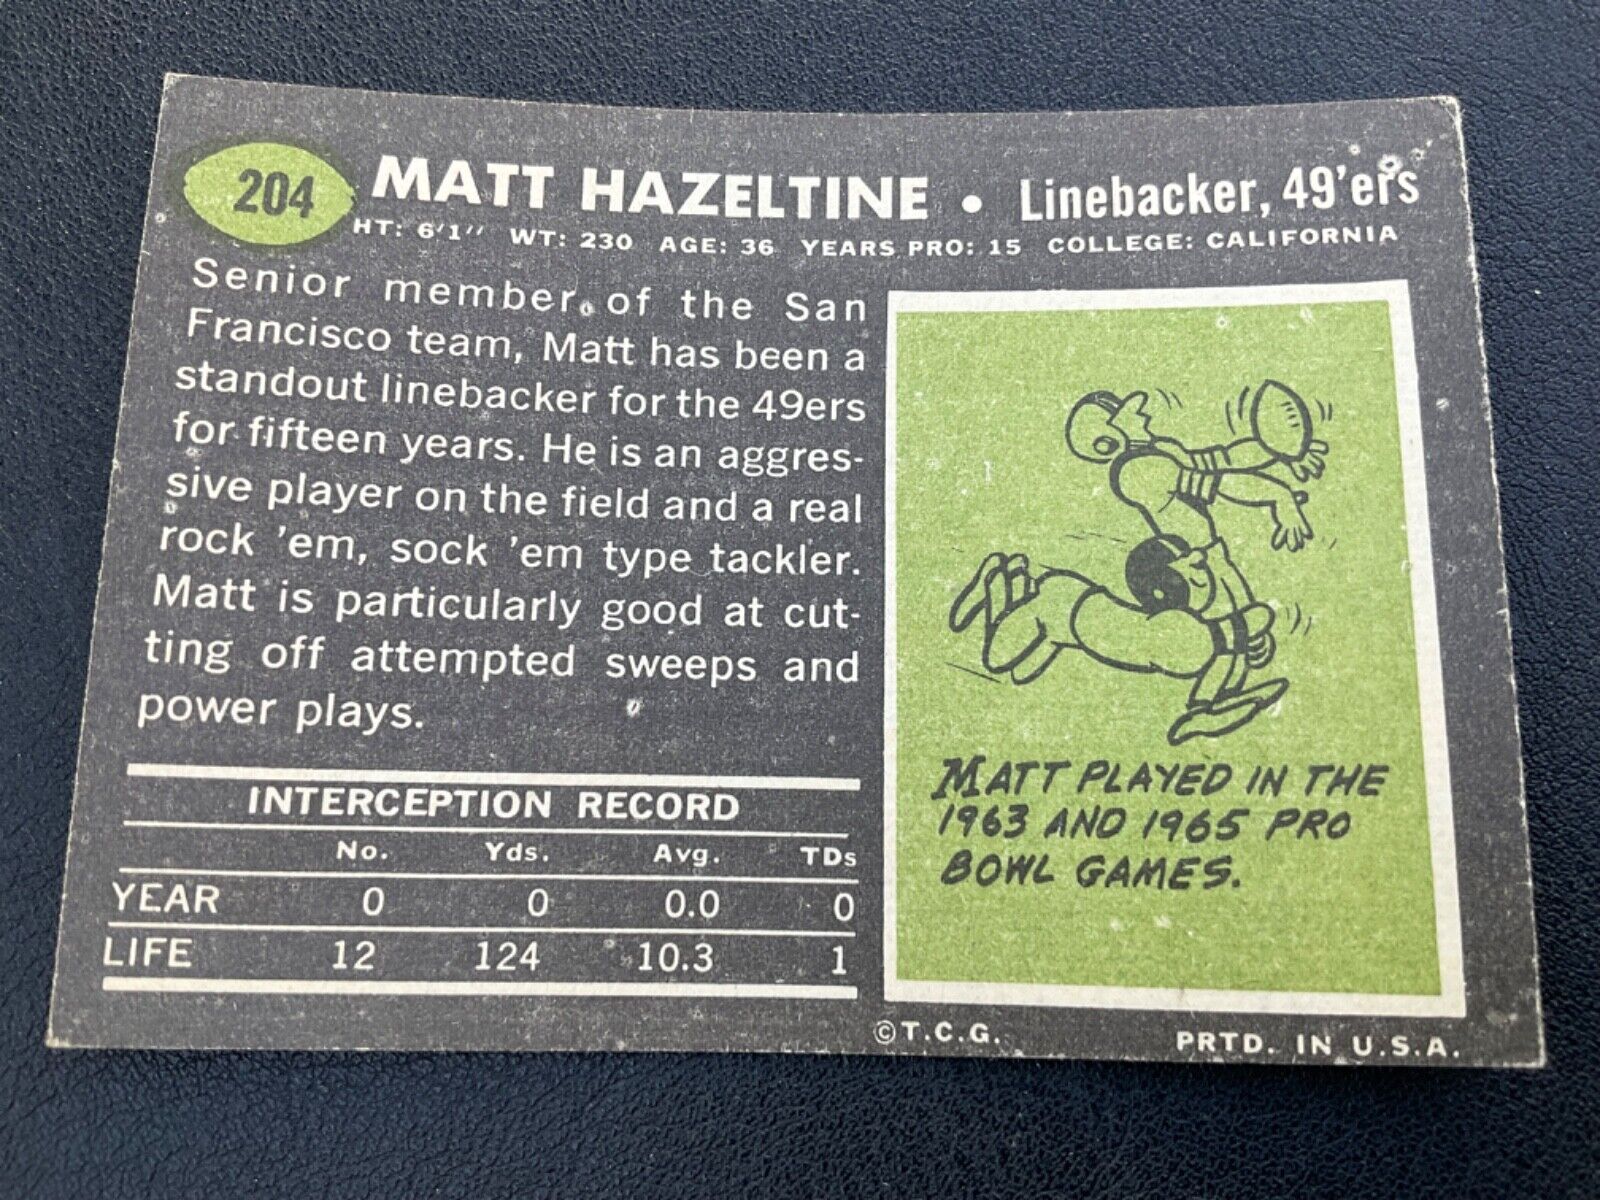 204 MATT HAZELTINE • Linebacker, 49'ers
HT: 6'1'' WT: 230 AGE: 36 YEARS PRO: 15 COLLEGE: CALIFORNIA
Senior member of the San
Francisco team, Matt has been a
standout linebacker for the 49ers
for fifteen years. He is an aggres-
sive player on the field and a real
rock 'em, sock 'em type tackler.
Matt is particularly good at cut-
ting off attempted sweeps and
power plays.
INTERCEPTION RECORD
No. Yds. Avg. TDs
YEAR 0 0 0.0 0
LIFE 12 124 10.3 1
MATT PLAYED IN THE
1963 AND 1965 PRO
BOWL GAMES.
©T.C.G. PRTD. IN U.S.A.